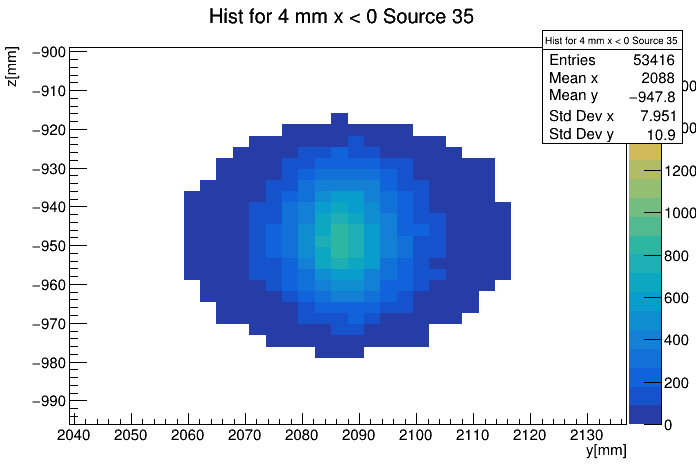 Hist for 4 mm x < 0 Source 35
Hist for 4 mm x < 0 Source 35
Entries 53416
Mean x 2088
Mean y −947.8
Std Dev x 7.951
Std Dev y 10.9
z[mm]
−900
−910
−920
−930
−940
−950
−960
−970
−980
−990
1200
1000
800
600
400
200
0
2040 2050 2060 2070 2080 2090 2100 2110 2120 2130
y[mm]